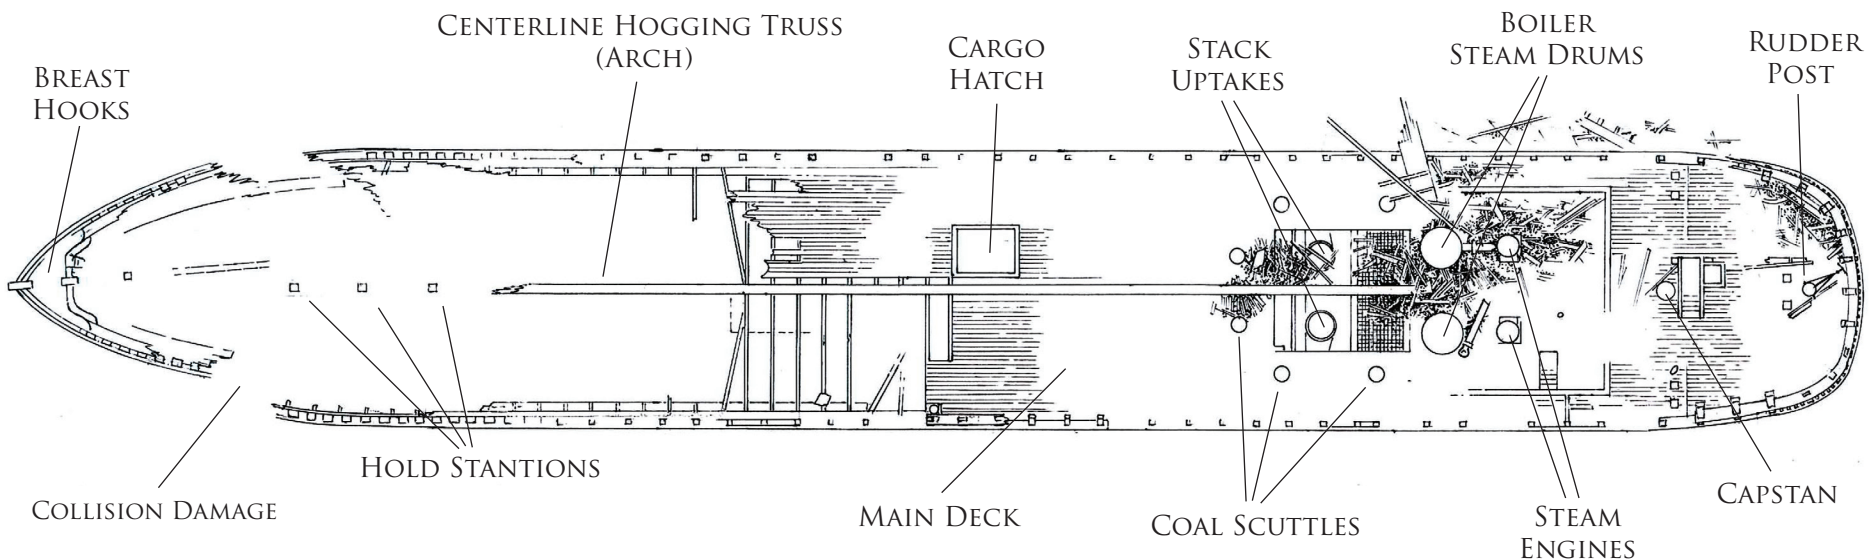 Centerline Hogging Truss
(Arch)
Breast
Hooks
Cargo
Hatch
Stack
Uptakes
Boiler
Steam Drums
Rudder
Post
Collision Damage
Hold Stantions
Main Deck
Coal Scuttles
Steam
Engines
Capstan